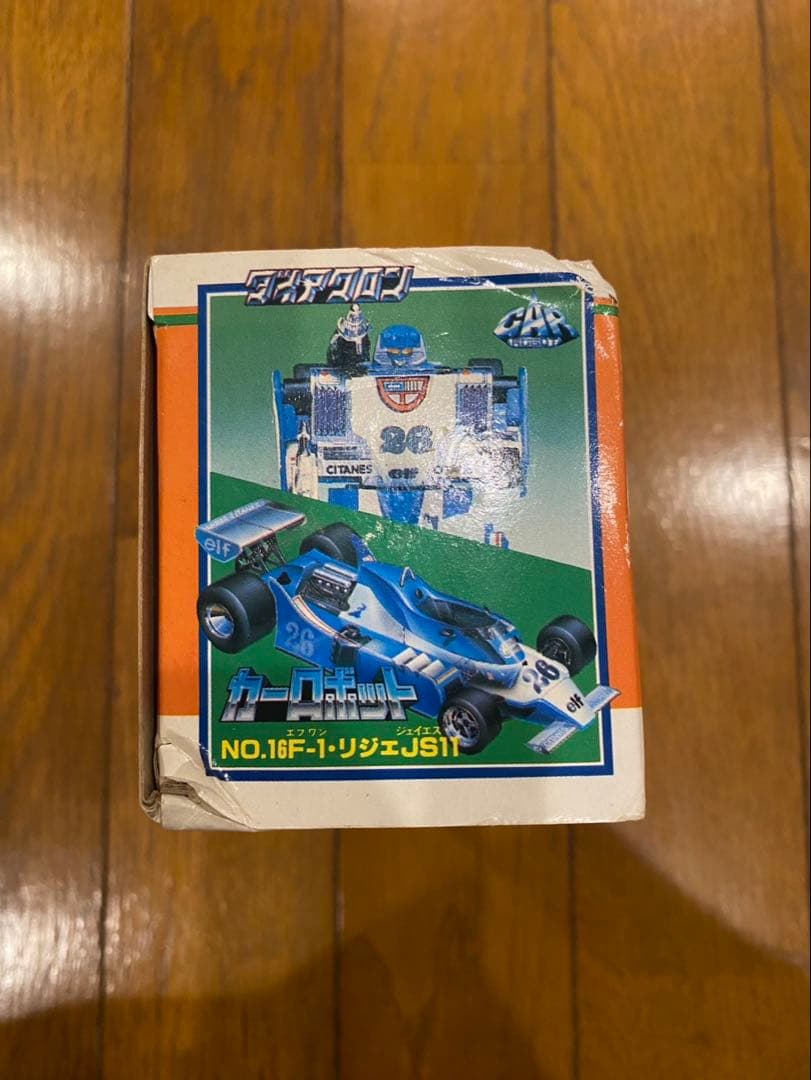 ダイアクロン
CAR
ROBOT
26
CITANES elf
elf
26
26
elf
カーロボット
エフワン ジェイエス
NO.16F-1・リジェJS11